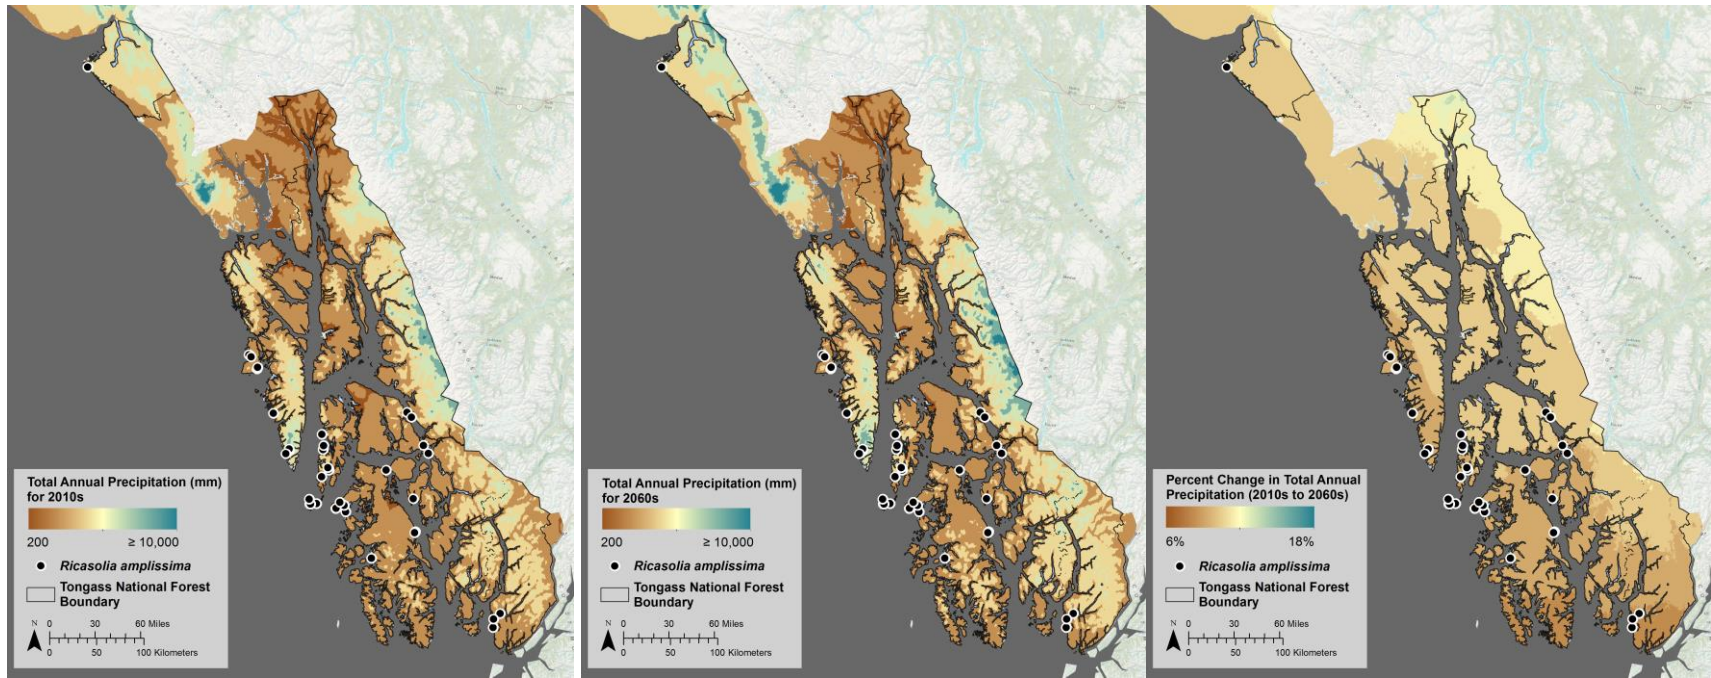 Total Annual Precipitation (mm)
for 2010s
200
≥ 10,000
Ricasolia amplissima
Tongass National Forest
Boundary
N
0
30
60 Miles
0
50
100 Kilometers
Total Annual Precipitation (mm)
for 2060s
200
≥ 10,000
Ricasolia amplissima
Tongass National Forest
Boundary
N
0
30
60 Miles
0
50
100 Kilometers
Percent Change in Total Annual
Precipitation (2010s to 2060s)
6%
18%
Ricasolia amplissima
Tongass National Forest
Boundary
N
0
30
60 Miles
0
50
100 Kilometers